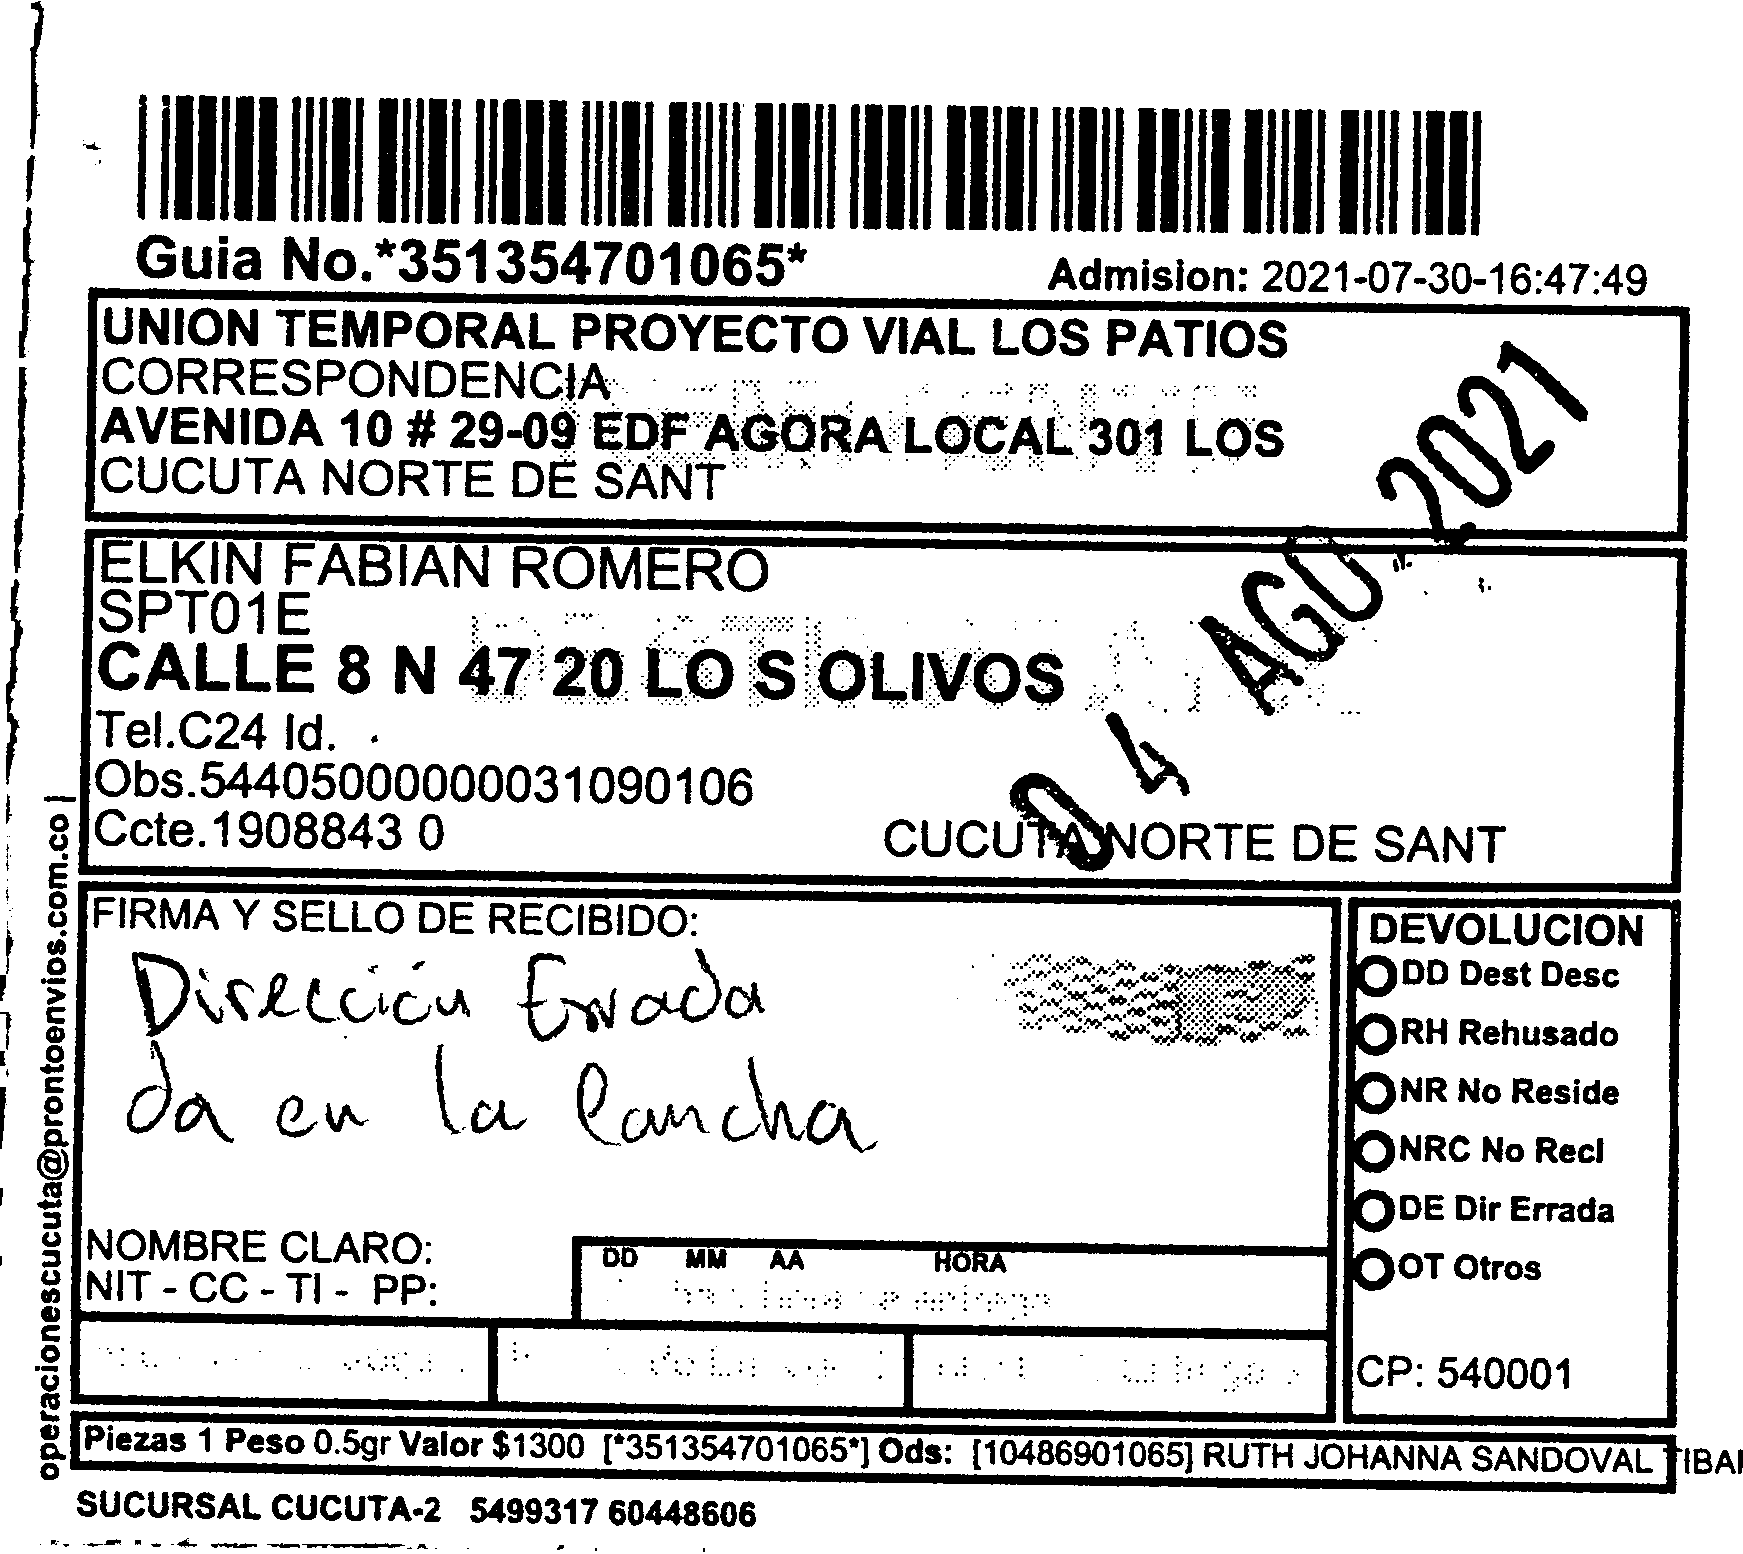 Guia No.*351354701065*
Admision: 2021-07-30-16:47:49
UNION TEMPORAL PROYECTO VIAL LOS PATIOS
CORRESPONDENCIA
AVENIDA 10 # 29-09 EDF AGORA LOCAL 301 LOS
CUCUTA NORTE DE SANT
04 AGO 2021
ELKIN FABIAN ROMERO
SPT01E
CALLE 8 N 47 20 LO S OLIVOS
Tel.C24 Id. .
Obs.544050000000031090106
Ccte.1908843 0
CUCUTA NORTE DE SANT
FIRMA Y SELLO DE RECIBIDO:
Dirección Errada
da en la cancha
NOMBRE CLARO:
NIT - CC - TI - PP:
DD MM AA HORA
DEVOLUCION
DD Dest Desc
RH Rehusado
NR No Reside
NRC No Recl
DE Dir Errada
OT Otros
CP: 540001
Piezas 1 Peso 0.5gr Valor $1300 [*351354701065*] Ods: [10486901065] RUTH JOHANNA SANDOVAL TIBAI
SUCURSAL CUCUTA-2 5499317 60448606
operacionescucuta@prontoenvios.com.co |